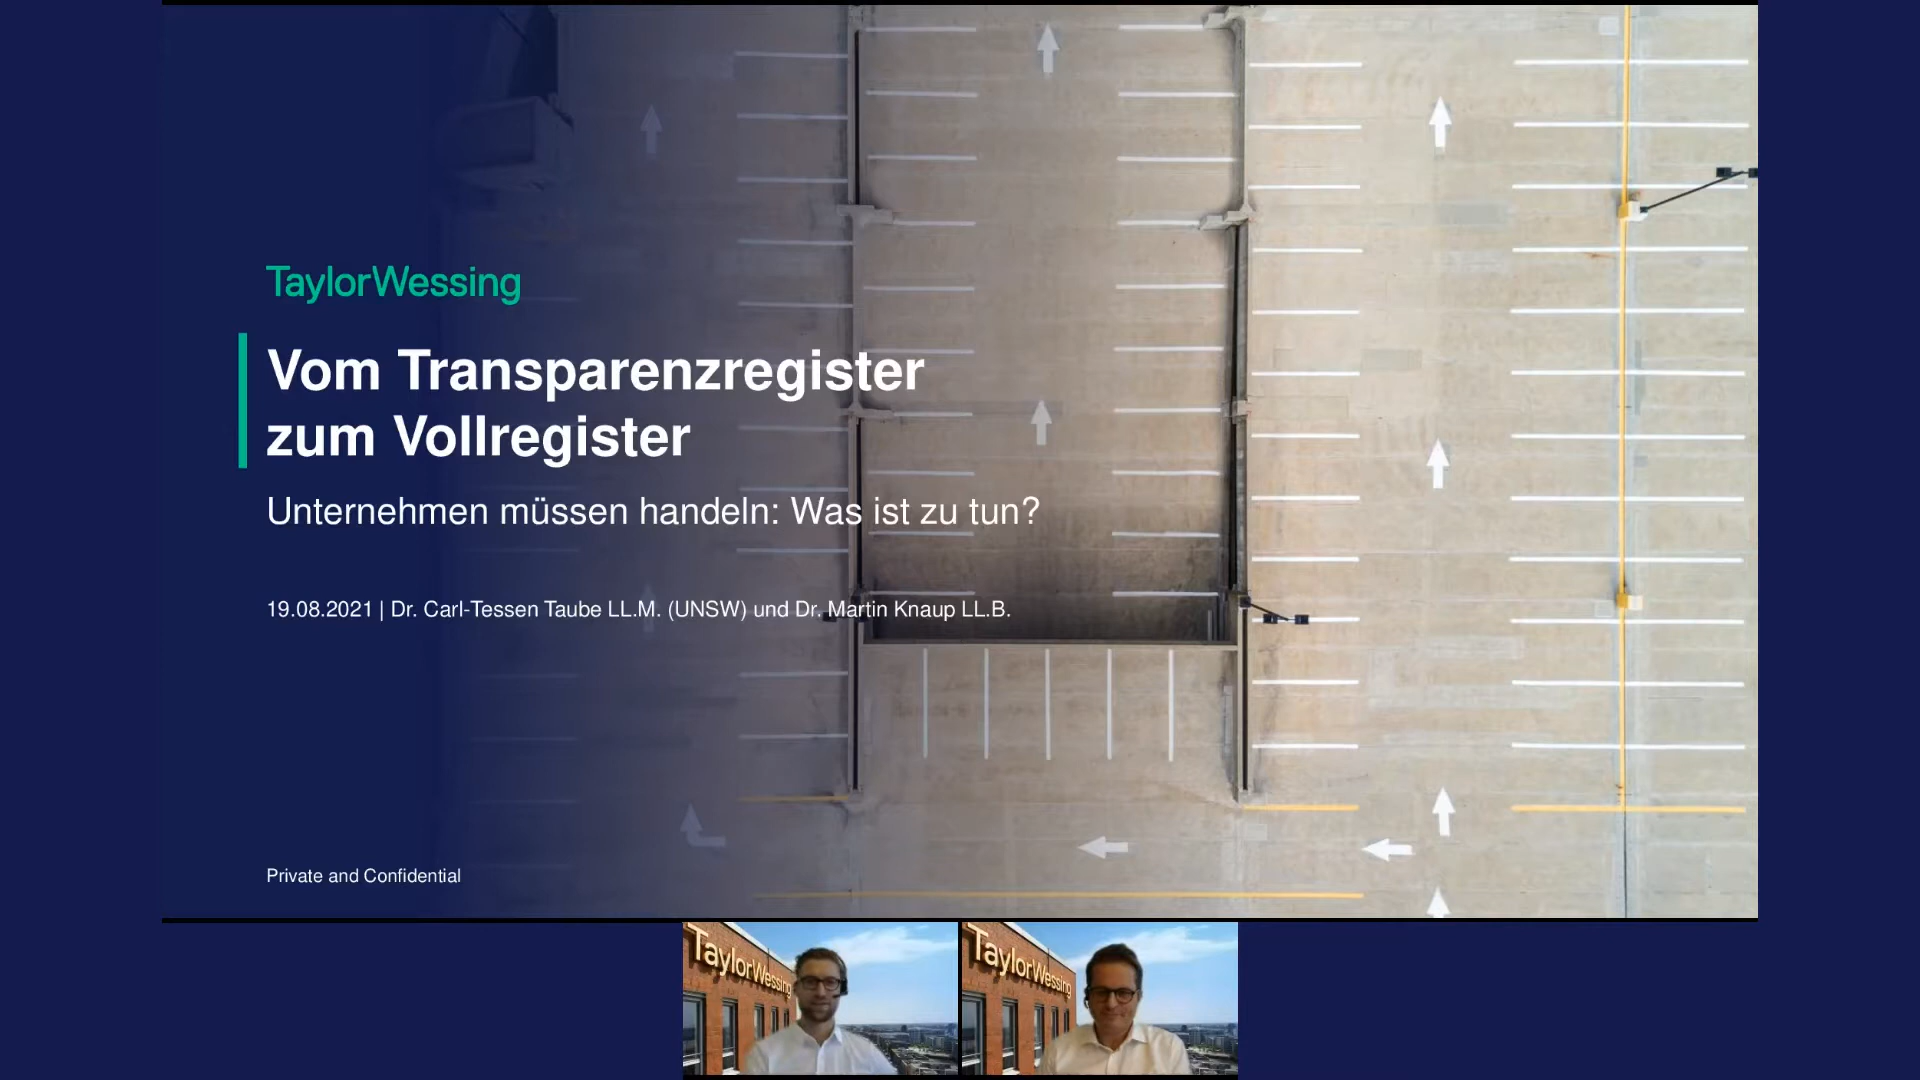 TaylorWessing
Vom Transparenzregister
zum Vollregister
Unternehmen müssen handeln: Was ist zu tun?
19.08.2021 | Dr. Carl-Tessen Taube LL.M. (UNSW) und Dr. Martin Knaup LL.B.
Private and Confidential
TaylorWessing
TaylorWessing